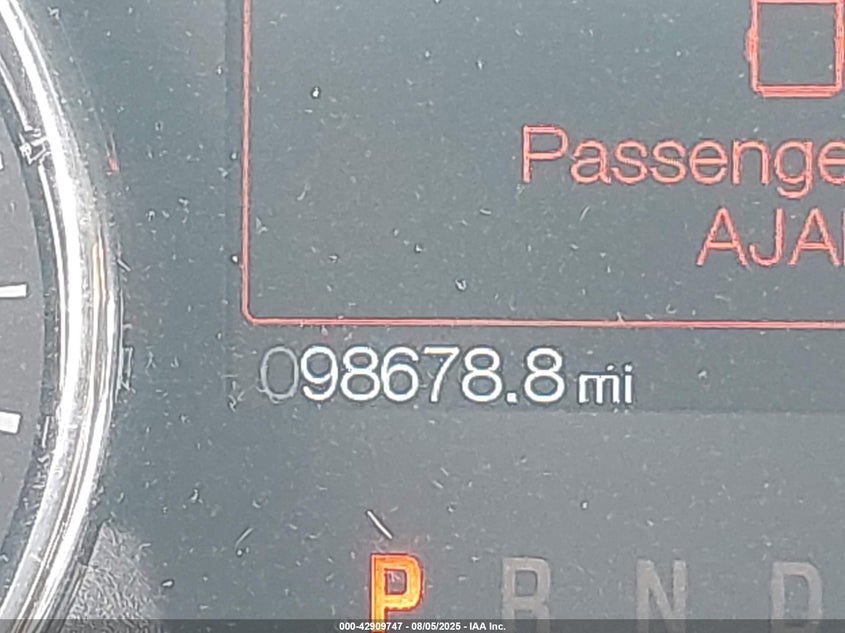 Passenge
AJA
098678.8 mi
P R N D
000-42909747 - 08/05/2025 - IAA Inc.